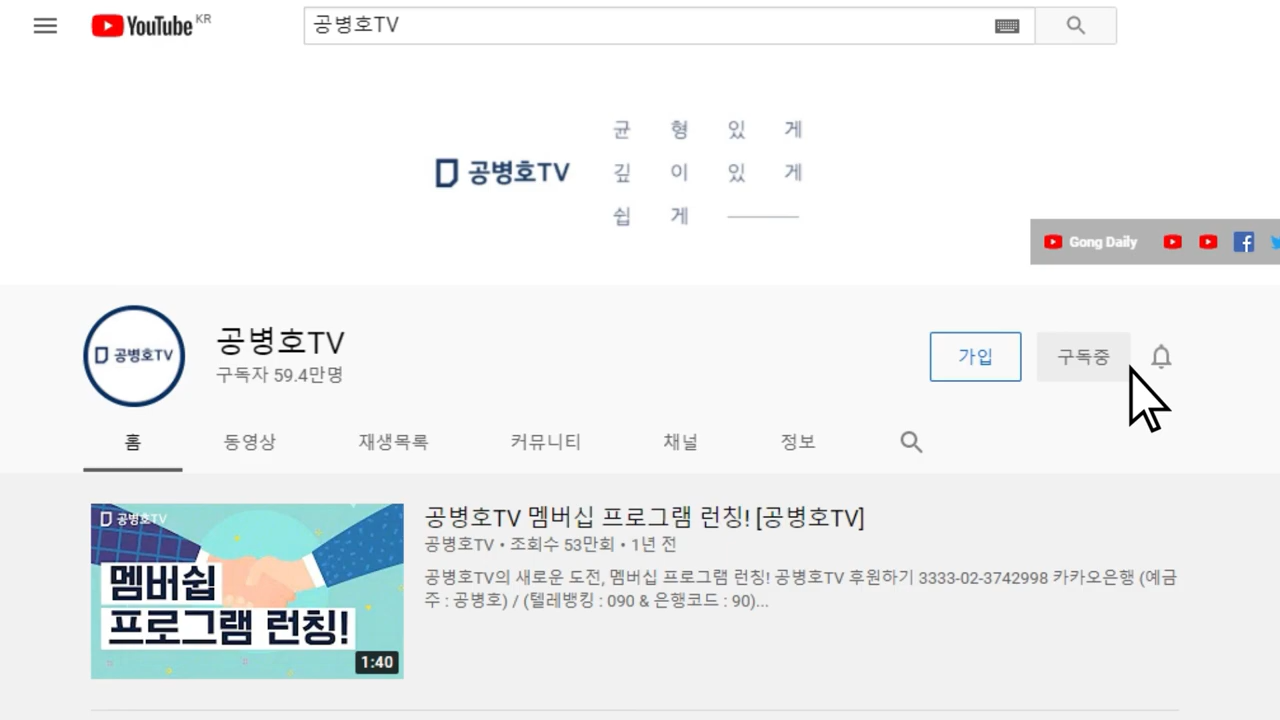 YouTube KR
공병호TV
균 형 있 게
공병호TV
깊 이 있 게
쉽 게
Gong Daily
공병호TV
공병호TV
구독자 59.4만명
가입
구독중
홈
동영상
재생목록
커뮤니티
채널
정보
공병호TV
멤버쉽
프로그램 런칭!
1:40
공병호TV 멤버십 프로그램 런칭! [공병호TV]
공병호TV • 조회수 53만회 • 1년 전
공병호TV의 새로운 도전, 멤버십 프로그램 런칭! 공병호TV 후원하기 3333-02-3742998 카카오은행 (예금
주 : 공병호) / (텔레뱅킹 : 090 & 은행코드 : 90)...